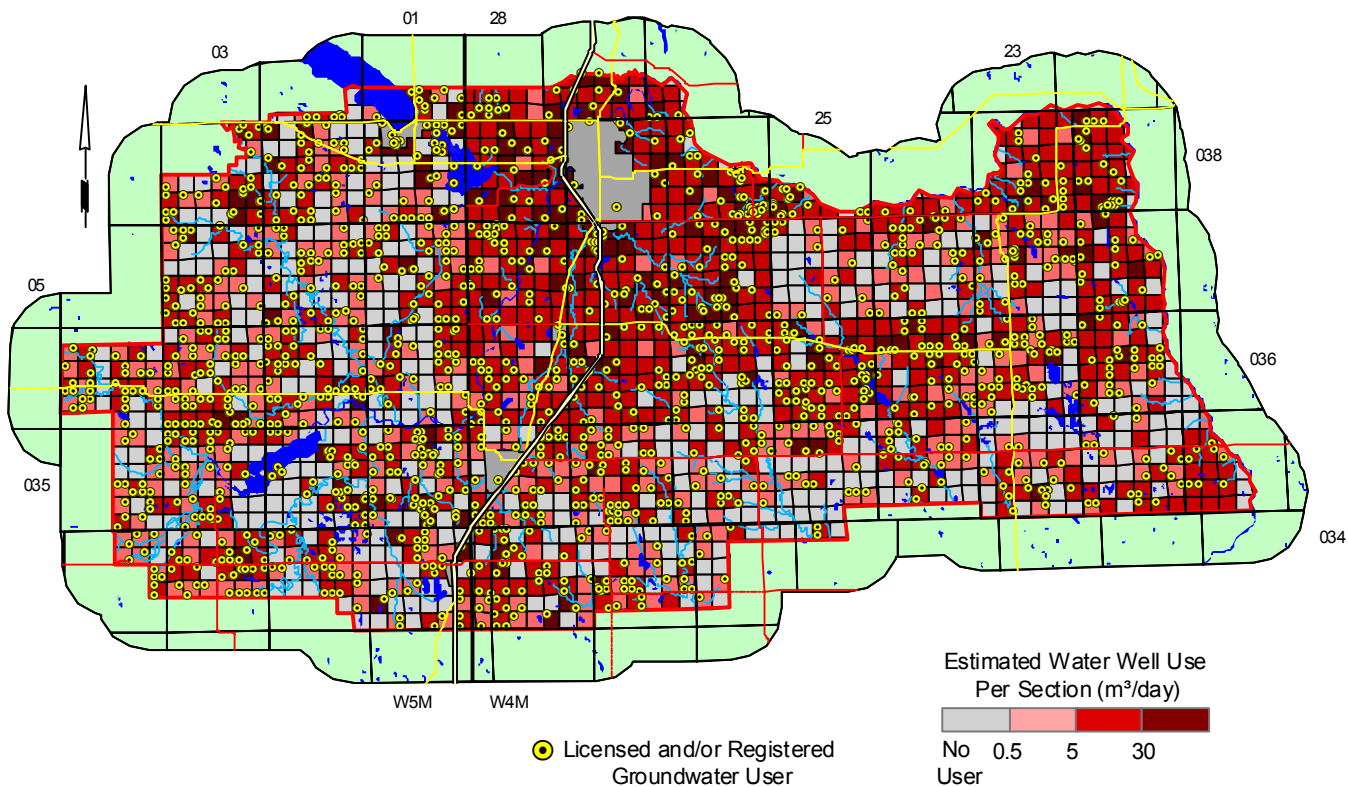 01
28
03
23
25
038
05
036
035
034
W5M
W4M
Estimated Water Well Use
Per Section (m³/day)
No 0.5 5 30
User
Licensed and/or Registered
Groundwater User